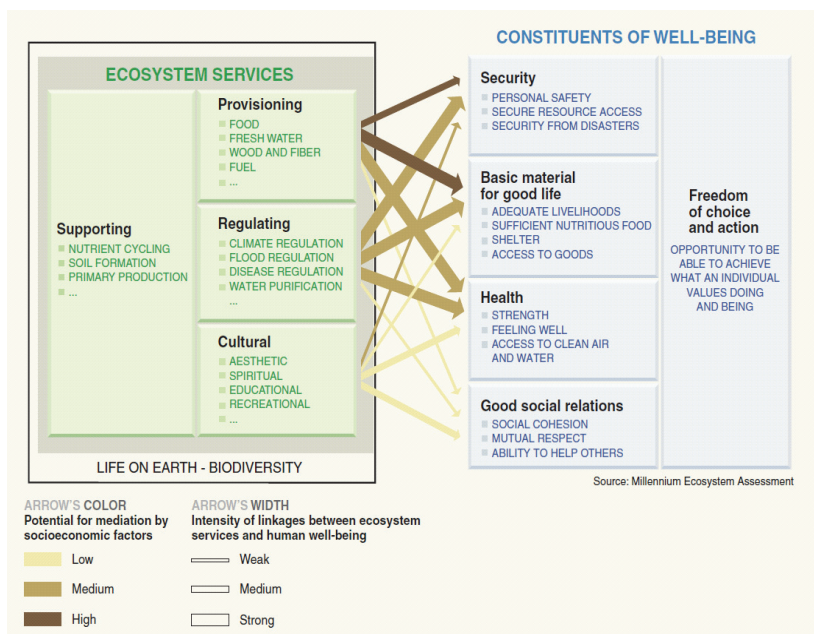 CONSTITUENTS OF WELL-BEING
ECOSYSTEM SERVICES
Supporting
NUTRIENT CYCLING
SOIL FORMATION
PRIMARY PRODUCTION
...
Provisioning
FOOD
FRESH WATER
WOOD AND FIBER
FUEL
...
Regulating
CLIMATE REGULATION
FLOOD REGULATION
DISEASE REGULATION
WATER PURIFICATION
...
Cultural
AESTHETIC
SPIRITUAL
EDUCATIONAL
RECREATIONAL
...
LIFE ON EARTH - BIODIVERSITY
Security
PERSONAL SAFETY
SECURE RESOURCE ACCESS
SECURITY FROM DISASTERS
Basic material
for good life
ADEQUATE LIVELIHOODS
SUFFICIENT NUTRITIOUS FOOD
SHELTER
ACCESS TO GOODS
Health
STRENGTH
FEELING WELL
ACCESS TO CLEAN AIR
AND WATER
Good social relations
SOCIAL COHESION
MUTUAL RESPECT
ABILITY TO HELP OTHERS
Freedom
of choice
and action
OPPORTUNITY TO BE
ABLE TO ACHIEVE
WHAT AN INDIVIDUAL
VALUES DOING
AND BEING
Source: Millennium Ecosystem Assessment
ARROW'S COLOR
Potential for mediation by
socioeconomic factors
Low
Medium
High
ARROW'S WIDTH
Intensity of linkages between ecosystem
services and human well-being
Weak
Medium
Strong